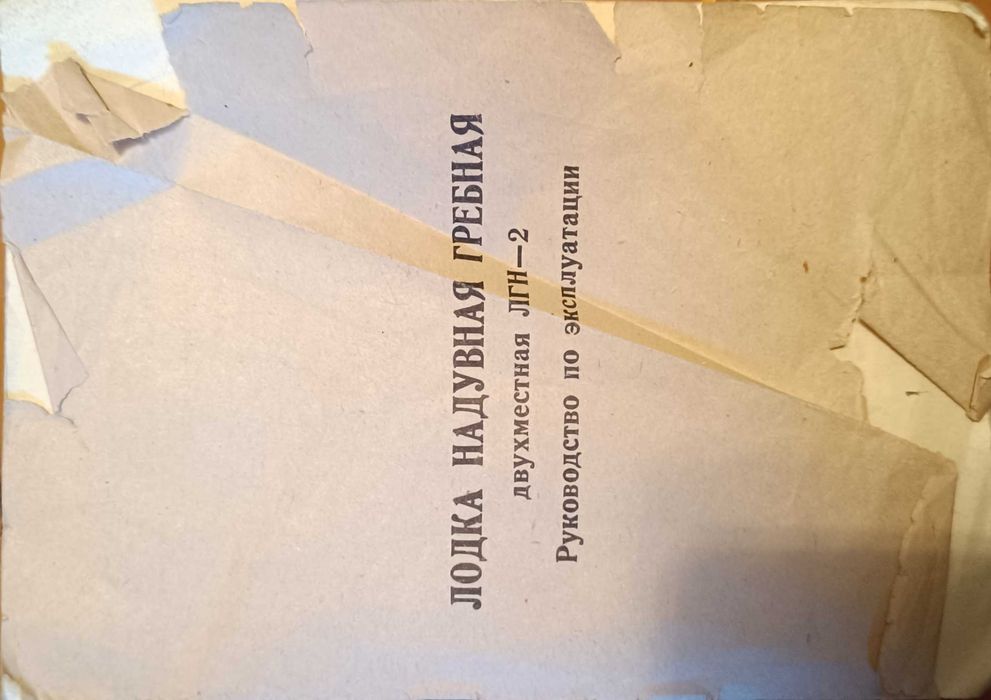 ЛОДКА НАДУВНАЯ ГРЕБНАЯ
двухместная ЛГН—2
Руководство по эксплуатации